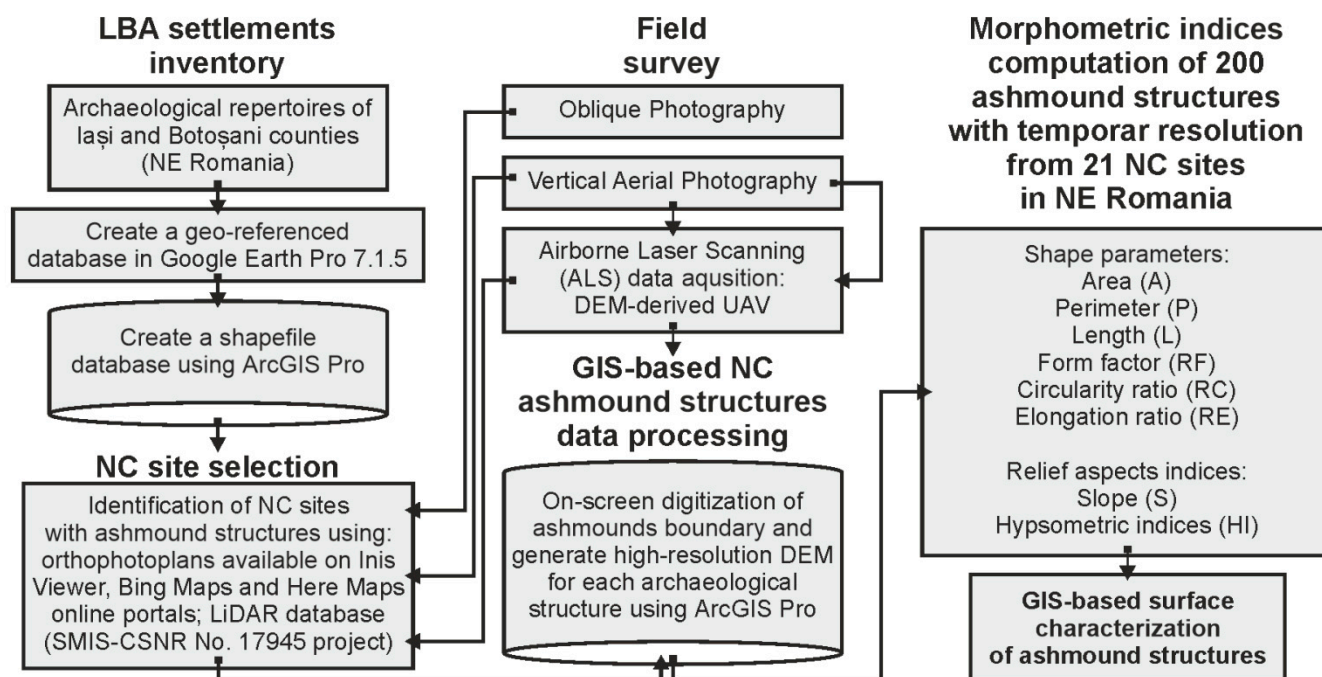 LBA settlements
inventory
Archaeological repertoires of
Iași and Botoșani counties
(NE Romania)
Create a geo-referenced
database in Google Earth Pro 7.1.5
Create a shapefile
database using ArcGIS Pro
NC site selection
Identification of NC sites
with ashmound structures using:
orthophotoplans available on Inis
Viewer, Bing Maps and Here Maps
online portals; LiDAR database
(SMIS-CSNR No. 17945 project)
Field
survey
Oblique Photography
Vertical Aerial Photography
Airborne Laser Scanning
(ALS) data aqusition:
DEM-derived UAV
GIS-based NC
ashmound structures
data processing
On-screen digitization of
ashmounds boundary and
generate high-resolution DEM
for each archaeological
structure using ArcGIS Pro
Morphometric indices
computation of 200
ashmound structures
with temporar resolution
from 21 NC sites
in NE Romania
Shape parameters:
Area (A)
Perimeter (P)
Length (L)
Form factor (RF)
Circularity ratio (RC)
Elongation ratio (RE)
Relief aspects indices:
Slope (S)
Hypsometric indices (HI)
GIS-based surface
characterization
of ashmound structures